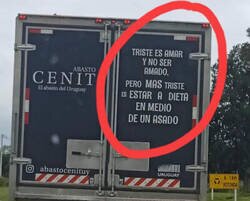 ABASTO
CENIT
El abasto del Uruguay
TRISTE ES AMAR
Y NO SER
AMADO,
PERO MAS TRISTE
ES ESTAR A DIETA
EN MEDIO
DE UN ASADO
abastocenituy
URUGUAY